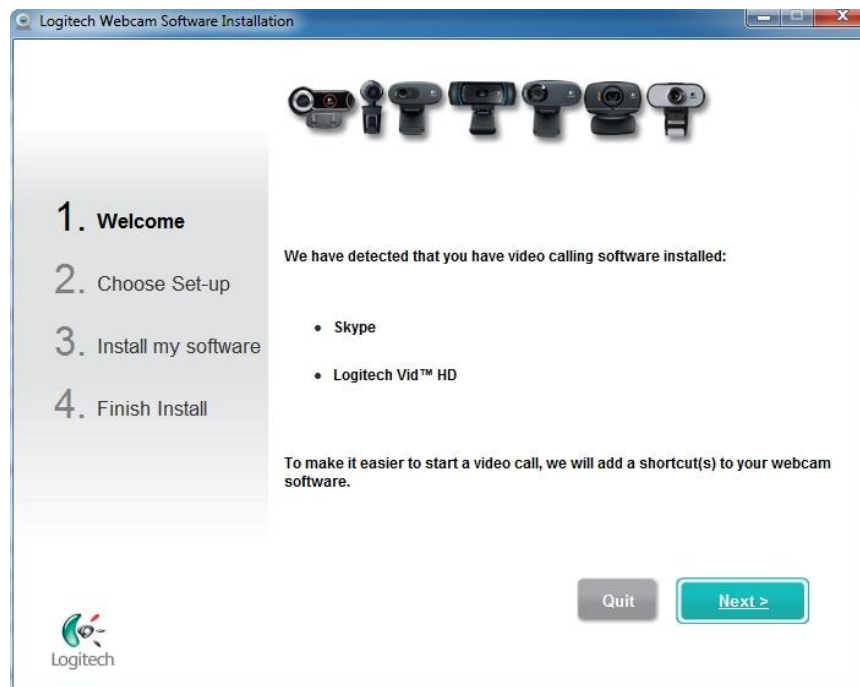 Logitech Webcam Software Installation
1. Welcome
2. Choose Set-up
3. Install my software
4. Finish Install
We have detected that you have video calling software installed:
• Skype
• Logitech Vid™ HD
To make it easier to start a video call, we will add a shortcut(s) to your webcam
software.
Quit
Next >
Logitech